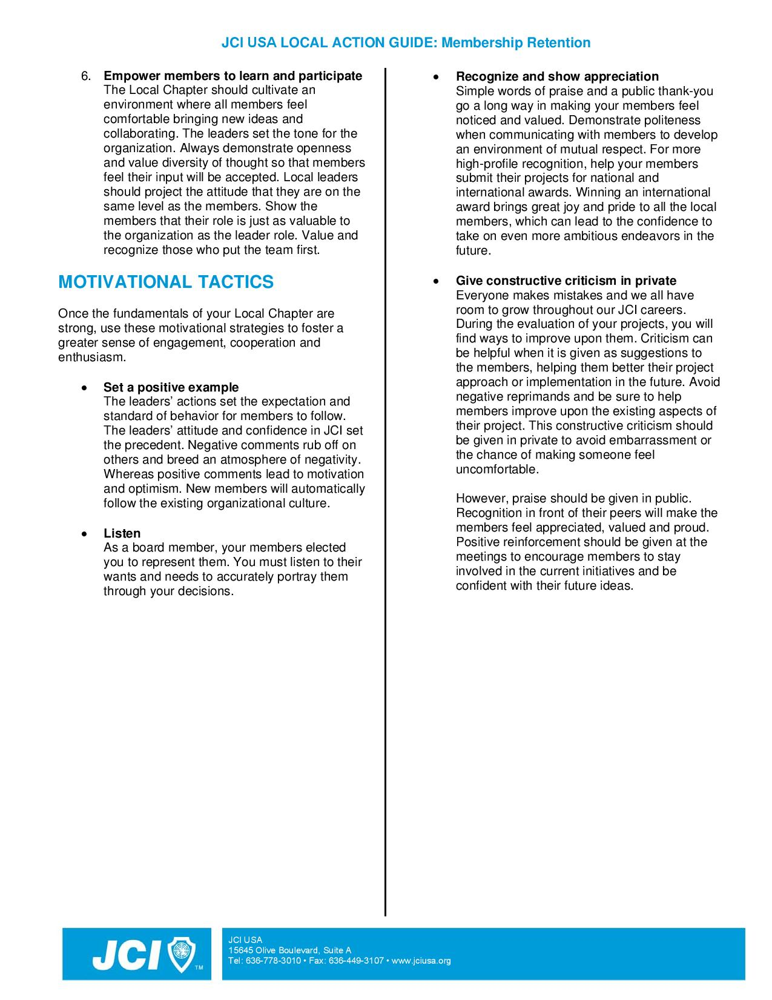 JCI USA LOCAL ACTION GUIDE: Membership Retention
6. Empower members to learn and participate
The Local Chapter should cultivate an
environment where all members feel
comfortable bringing new ideas and
collaborating. The leaders set the tone for the
organization. Always demonstrate openness
and value diversity of thought so that members
feel their input will be accepted. Local leaders
should project the attitude that they are on the
same level as the members. Show the
members that their role is just as valuable to
the organization as the leader role. Value and
recognize those who put the team first.
MOTIVATIONAL TACTICS
Once the fundamentals of your Local Chapter are
strong, use these motivational strategies to foster a
greater sense of engagement, cooperation and
enthusiasm.
• Set a positive example
The leaders’ actions set the expectation and
standard of behavior for members to follow.
The leaders’ attitude and confidence in JCI set
the precedent. Negative comments rub off on
others and breed an atmosphere of negativity.
Whereas positive comments lead to motivation
and optimism. New members will automatically
follow the existing organizational culture.
• Listen
As a board member, your members elected
you to represent them. You must listen to their
wants and needs to accurately portray them
through your decisions.
• Recognize and show appreciation
Simple words of praise and a public thank-you
go a long way in making your members feel
noticed and valued. Demonstrate politeness
when communicating with members to develop
an environment of mutual respect. For more
high-profile recognition, help your members
submit their projects for national and
international awards. Winning an international
award brings great joy and pride to all the local
members, which can lead to the confidence to
take on even more ambitious endeavors in the
future.
• Give constructive criticism in private
Everyone makes mistakes and we all have
room to grow throughout our JCI careers.
During the evaluation of your projects, you will
find ways to improve upon them. Criticism can
be helpful when it is given as suggestions to
the members, helping them better their project
approach or implementation in the future. Avoid
negative reprimands and be sure to help
members improve upon the existing aspects of
their project. This constructive criticism should
be given in private to avoid embarrassment or
the chance of making someone feel
uncomfortable.
However, praise should be given in public.
Recognition in front of their peers will make the
members feel appreciated, valued and proud.
Positive reinforcement should be given at the
meetings to encourage members to stay
involved in the current initiatives and be
confident with their future ideas.
JCI TM
JCI USA
15645 Olive Boulevard, Suite A
Tel: 636-778-3010 • Fax: 636-449-3107 • www.jciusa.org